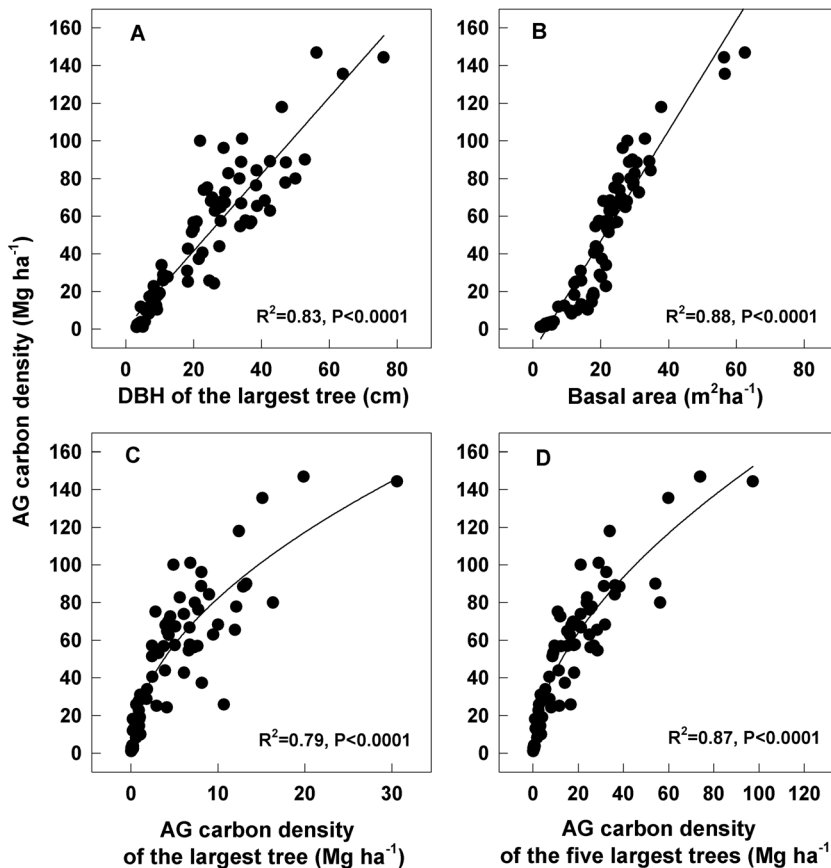 AG carbon density (Mg ha⁻¹)
A
160
140
120
100
80
60
40
20
0
R²=0.83, P<0.0001
0 20 40 60 80
DBH of the largest tree (cm)
B
160
140
120
100
80
60
40
20
0
R²=0.88, P<0.0001
0 20 40 60 80
Basal area (m²ha⁻¹)
C
160
140
120
100
80
60
40
20
0
R²=0.79, P<0.0001
0 10 20 30
AG carbon density
of the largest tree (Mg ha⁻¹)
D
160
140
120
100
80
60
40
20
0
R²=0.87, P<0.0001
0 20 40 60 80 100 120
AG carbon density
of the five largest trees (Mg ha⁻¹)